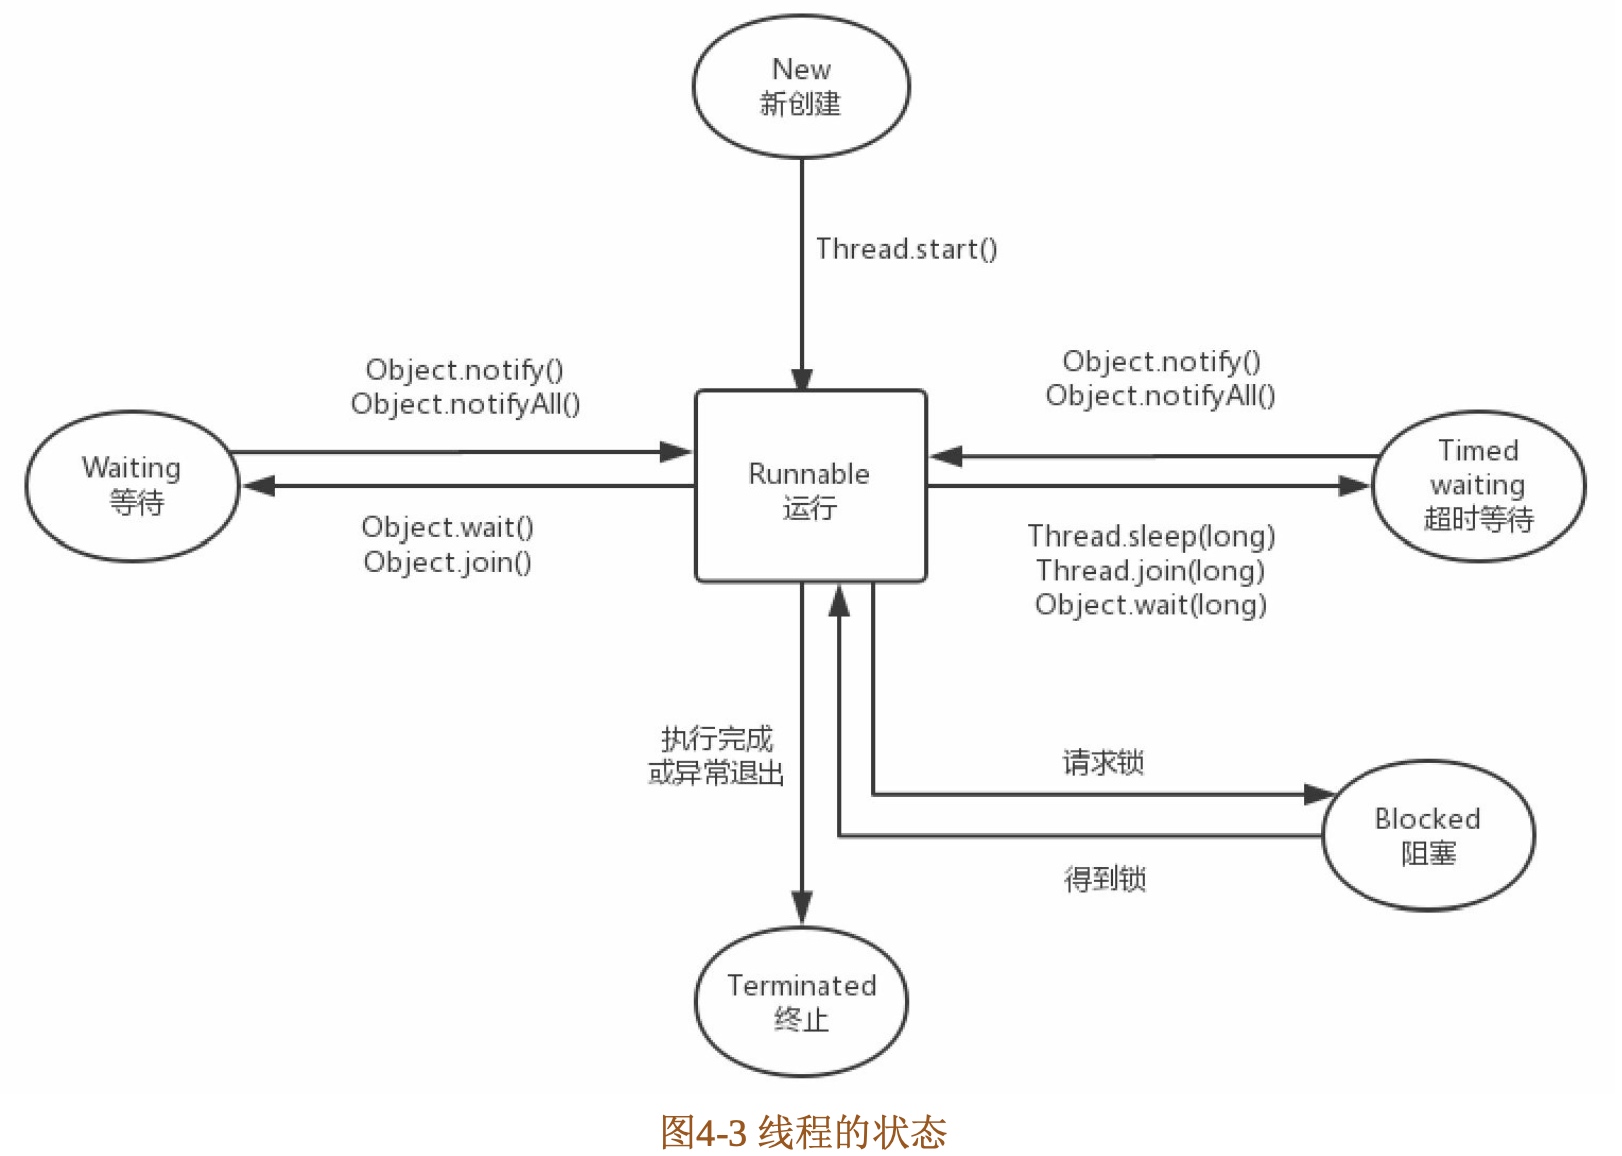 New
新创建
Thread.start()
Object.notify()
Object.notifyAll()
Object.notify()
Object.notifyAll()
Waiting
等待
Runnable
运行
Timed
waiting
超时等待
Object.wait()
Object.join()
Thread.sleep(long)
Thread.join(long)
Object.wait(long)
执行完成
或异常退出
请求锁
Blocked
阻塞
得到锁
Terminated
终止
图4-3 线程的状态